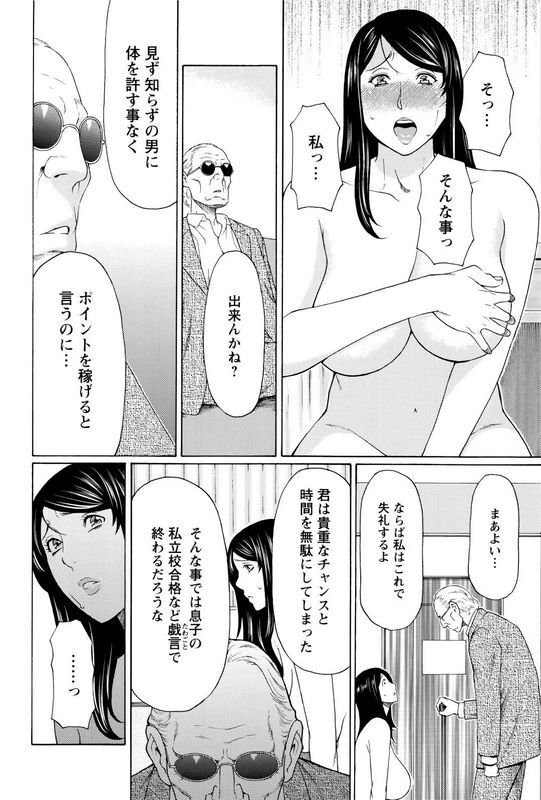 そっ…
そんな事っ
私っ…
出来んかね？
見ず知らずの男に
体を許す事なく
ポイントを稼げると
言うのに…
まあよい…
ならば私はこれで
失礼するよ
君は貴重なチャンスと
時間を無駄にしてしまった
そんな事では息子の
私立校合格など戯言で
たわごと
終わるだろうな
……っ